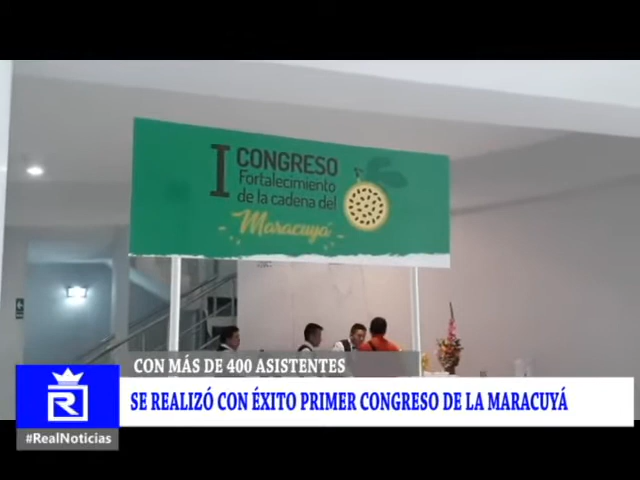 I CONGRESO
Fortalecimiento
de la cadena del
Maracuyá
CON MÁS DE 400 ASISTENTES
SE REALIZÓ CON ÉXITO PRIMER CONGRESO DE LA MARACUYÁ
R
#RealNoticias